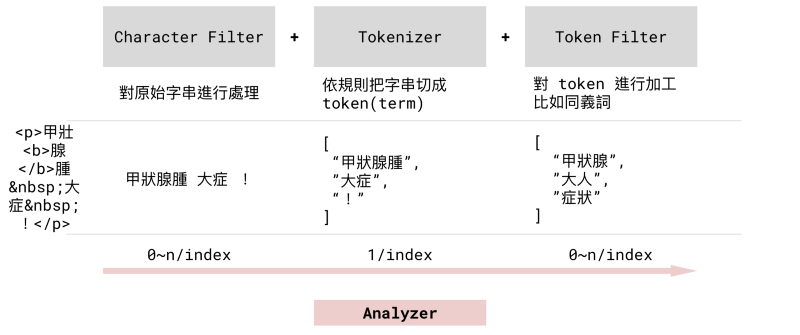 Character Filter + Tokenizer + Token Filter
對原始字串進行處理
依規則把字串切成
token(term)
對 token 進行加工
比如同義詞
<p>甲壯
<b>腺
</b>腫
&nbsp;大
症&nbsp;
！</p>
甲狀腺腫 大症 ！
[
“甲狀腺腫”,
”大症”,
“！”
]
[
“甲狀腺”,
”大人”,
”症狀”
]
0~n/index
1/index
0~n/index
Analyzer